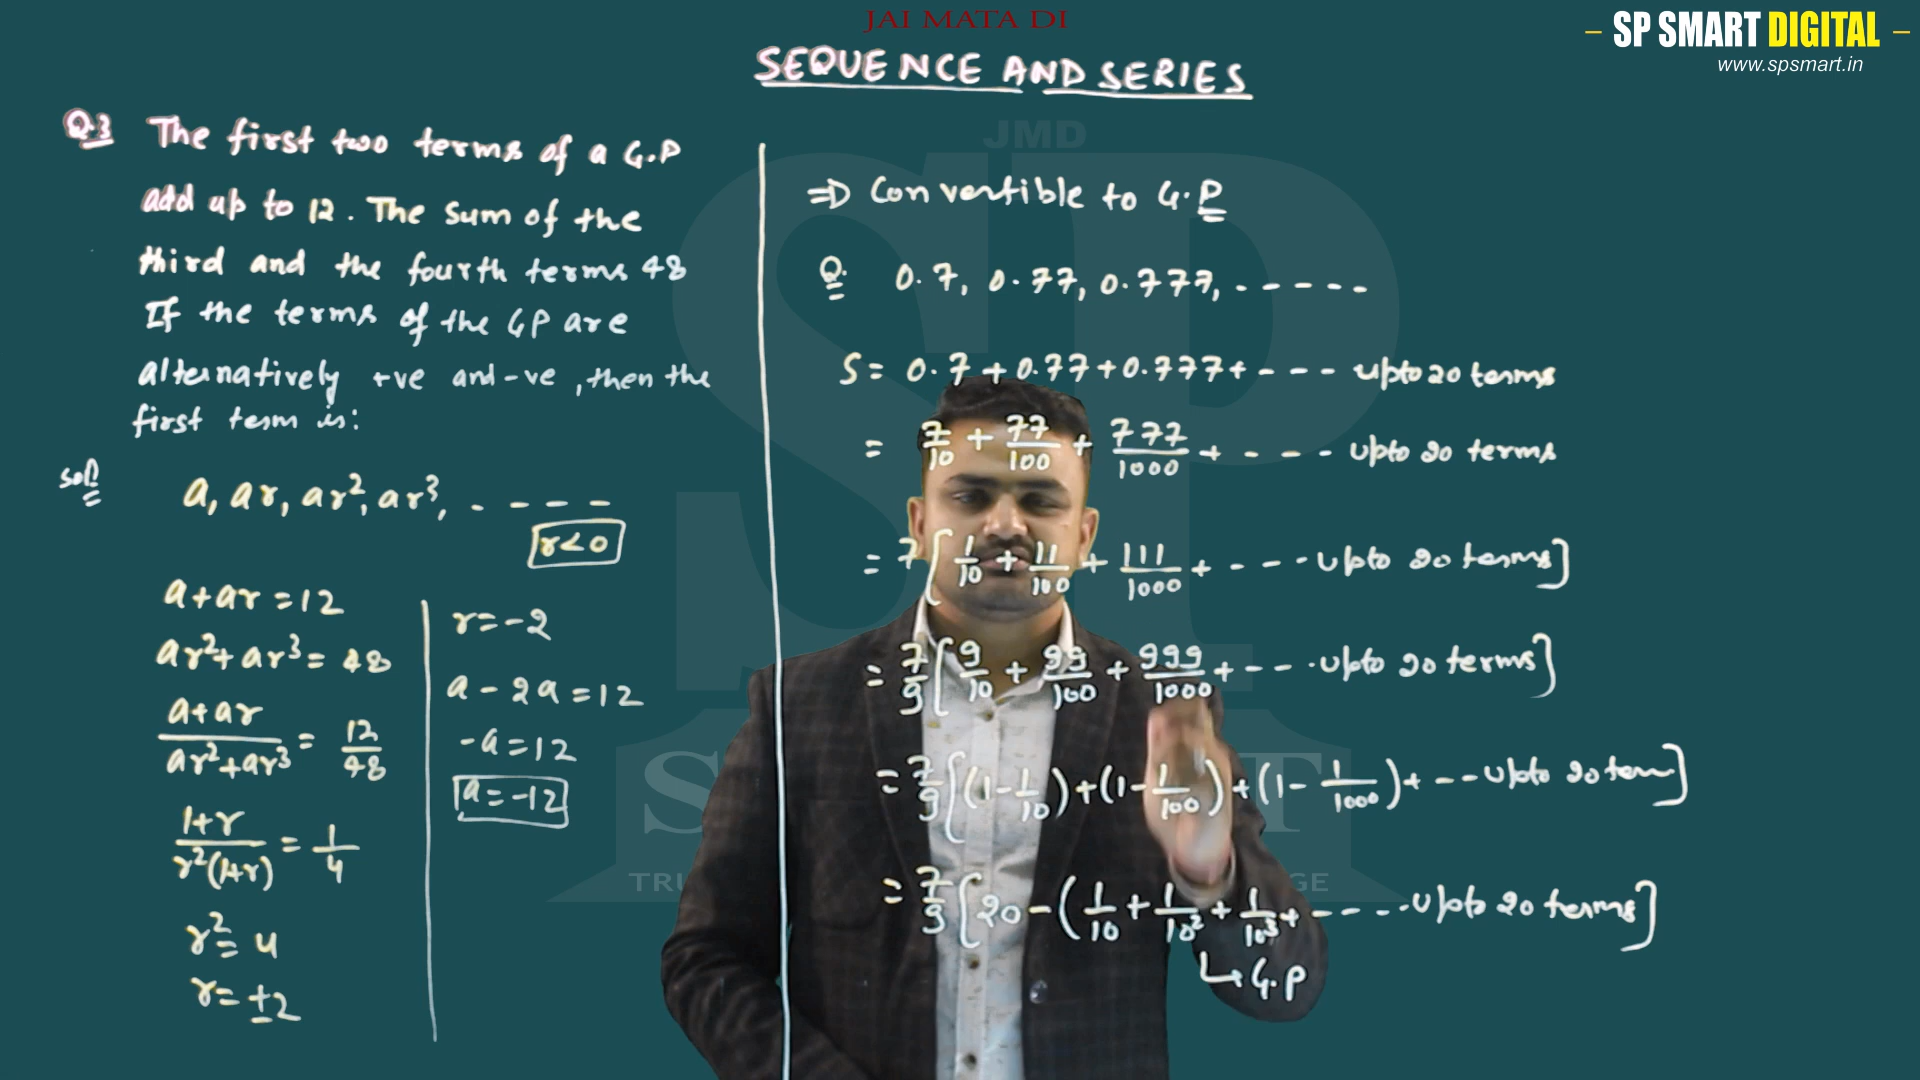 JAI MATA DI
SP SMART DIGITAL
www.spsmart.in
SEQUENCE AND SERIES
JMD
Q.3 The first two terms of a G.P
add up to 12. The sum of the
third and the fourth terms 48
If the terms of the GP are
alternatively +ve and -ve, then the
first term is:
Sol?
a, ar, ar², ar³, - - - -
r<0
a+ar=12
ar²+ar³=48
a+ar/ar²+ar³ = 12/48
1+r/r²(1+r) = 1/4
r²=4
r=±2
r=-2
a-2a=12
-a=12
a=-12
⇒ Convertible to G.P
Q. 0.7, 0.77, 0.777, - - - - -
S = 0.7+0.77+0.777+ - - - upto 20 terms
= 7/10 + 77/100 + 777/1000 + - - - - upto 20 terms
= 7[1/10 + 11/100 + 111/1000 + - - - - upto 20 terms]
= 7/9[9/10 + 99/100 + 999/1000 + - - - upto 20 terms]
= 7/9[(1-1/10)+(1-1/100)+(1-1/1000)+ - - upto 20 term]
= 7/9[20-(1/10+1/10²+1/10³+ - - - - upto 20 terms]
↳ G.P